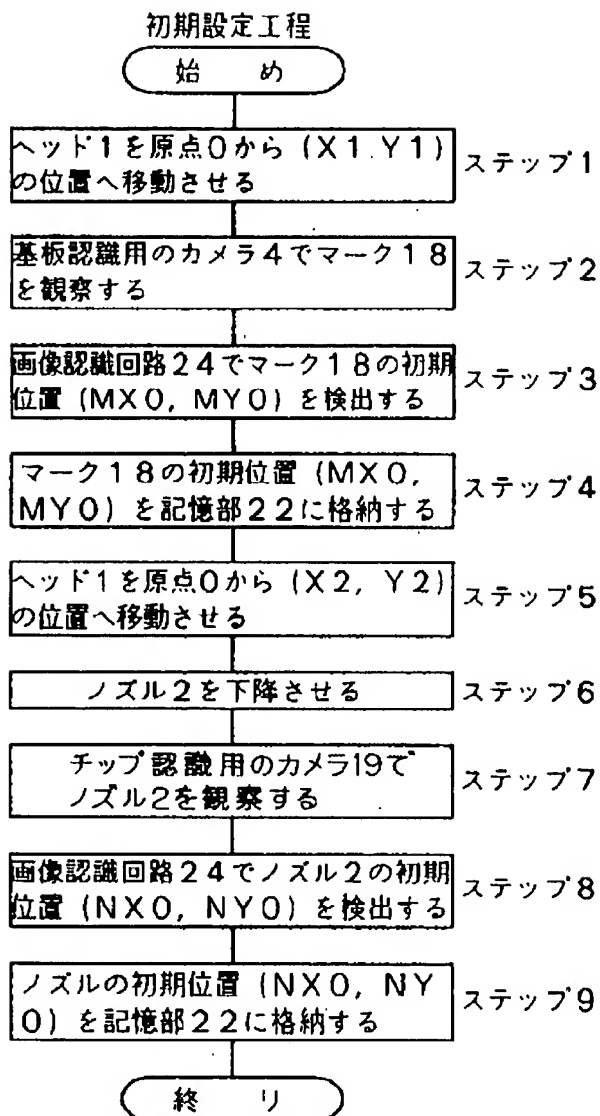 初期設定工程
始 め
ヘッド1を原点0から (X1.Y1)
の位置へ移動させる
ステップ1
基板認識用のカメラ4でマーク18
を観察する
ステップ2
画像認識回路24でマーク18の初期
位置 (MX0, MY0) を検出する
ステップ3
マーク18の初期位置 (MX0,
MY0) を記憶部22に格納する
ステップ4
ヘッド1を原点0から (X2, Y2)
の位置へ移動させる
ステップ5
ノズル2を下降させる
ステップ6
チップ認識用のカメラ19で
ノズル2を観察する
ステップ7
画像認識回路24でノズル2の初期
位置 (NX0, NY0) を検出する
ステップ8
ノズルの初期位置 (NX0, NY
0) を記憶部22に格納する
ステップ9
終 り